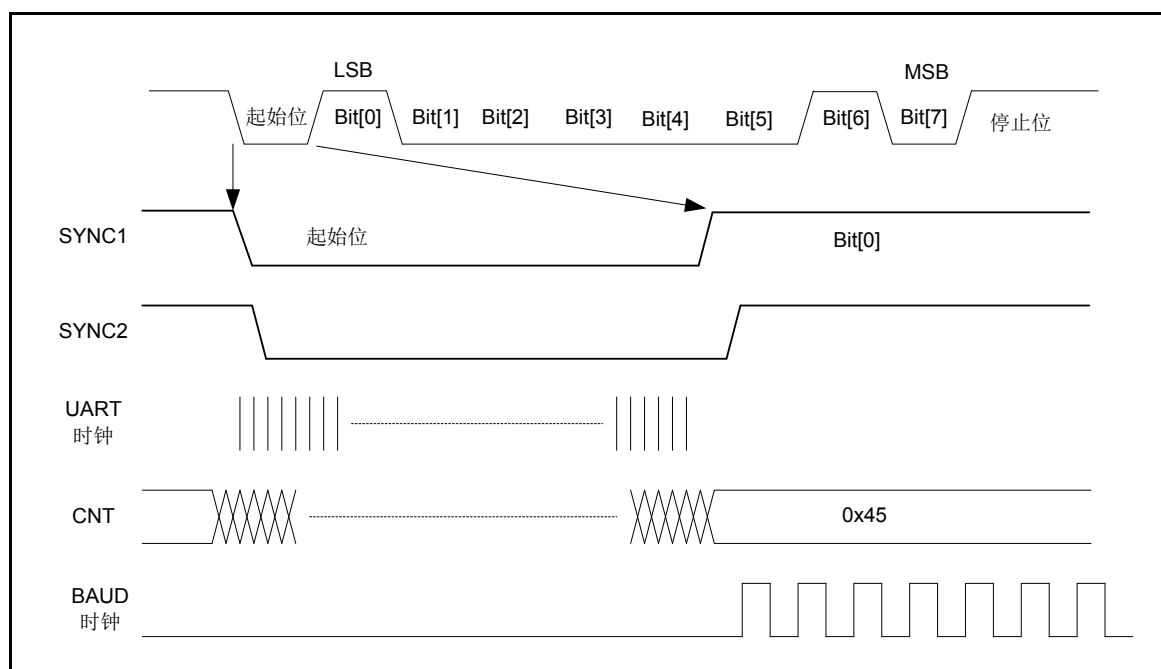 LSB
MSB
起始位 Bit[0] Bit[1] Bit[2] Bit[3] Bit[4] Bit[5] Bit[6] Bit[7] 停止位
SYNC1
起始位
Bit[0]
SYNC2
UART
时钟
CNT
0x45
BAUD
时钟